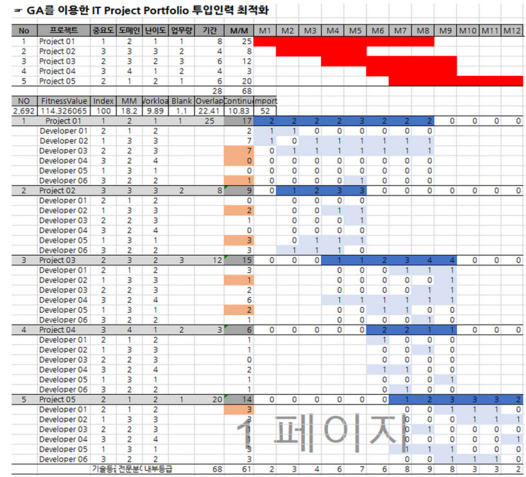 ☞ GA를 이용한 IT Project Portfolio 투입인력 최적화
No 프로젝트 중요도 도메인 난이도 업무량 기간 M/M M1 M2 M3 M4 M5 M6 M7 M8 M9 M10 M11 M12
1 Project 01 1 2 1 1 8 25
2 Project 02 3 3 3 2 4 8
3 Project 03 2 3 2 3 6 12
4 Project 04 3 4 1 2 4 3
5 Project 05 2 1 2 1 6 20
28 68
NO FitnessValue Index MM Workloa Blank Overlap Continue Import
2,692 114.326065 100 18.2 9.89 1.1 22.41 10.83 52
1 Project 01 1 2 1 1 25 17 2 2 2 2 3 2 2 2 0 0 0 0
Developer 01 2 1 2 2 1 1 0 0 0 0 0 0
Developer 02 1 3 3 7 1 0 1 1 1 1 1 1
Developer 03 2 2 3 7 0 1 1 1 1 1 1 1
Developer 04 3 2 4 0 0 0 0 0 0 0 0 0
Developer 05 1 3 1 0 0 0 0 0 0 0 0 0
Developer 06 3 2 2 1 0 0 0 0 1 0 0 0
2 Project 02 3 3 3 2 8 9 0 1 2 3 3 0 0 0 0 0 0 0
Developer 01 2 1 2 0 0 0 0 0
Developer 02 1 3 3 2 0 0 1 1
Developer 03 2 2 3 1 0 0 0 1
Developer 04 3 2 4 0 0 0 0 0
Developer 05 1 3 1 3 0 1 1 1
Developer 06 3 2 2 3 1 1 1 0
3 Project 03 2 3 2 3 12 15 0 0 0 1 1 2 3 4 4 0 0 0
Developer 01 2 1 2 3 0 0 0 1 1 1
Developer 02 1 3 3 1 0 0 0 1 0 0
Developer 03 2 2 3 2 0 0 0 0 1 1
Developer 04 3 2 4 6 1 1 1 1 1 1
Developer 05 1 3 1 2 0 0 1 0 0 1
Developer 06 3 2 2 1 0 0 0 0 1 0
4 Project 04 3 4 1 2 3 6 0 0 0 0 0 2 2 1 1 0 0 0
Developer 01 2 1 2 1 1 0 0 0
Developer 02 1 3 3 1 0 0 1 0
Developer 03 2 2 3 0 0 0 0 0
Developer 04 3 2 4 2 1 1 0 0
Developer 05 1 3 1 1 0 0 0 1
Developer 06 3 2 2 1 0 1 0 0
5 Project 05 2 1 2 1 20 14 0 0 0 0 0 0 1 2 3 3 3 2
Developer 01 2 1 2 3 0 0 1 1 1 0
Developer 02 1 3 3 3 0 0 0 1 1 1
Developer 03 2 2 3 1 0 0 0 0 1 0
Developer 04 3 2 4 1 0 0 0 0 0 1
Developer 05 1 3 1 3 1 1 1 0 0 0
Developer 06 3 2 2 3 0 1 1 1 0 0
기술등급 전문분야 내부등급 68 61 2 3 4 6 7 6 8 9 8 3 3 2
1 페이지